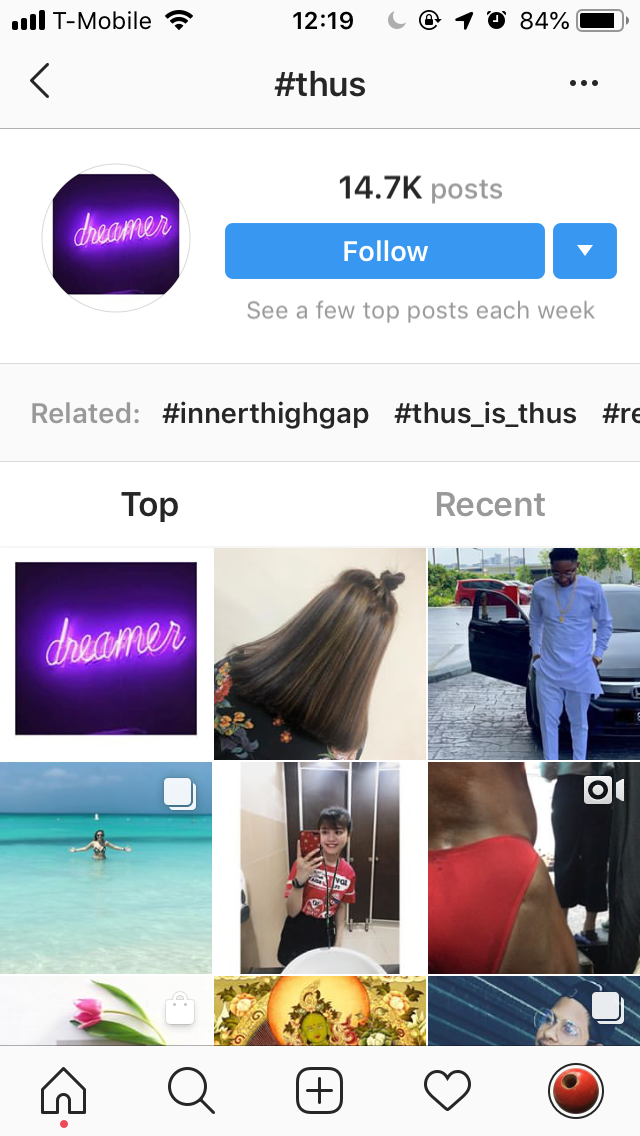 T-Mobile 12:19 84%
#thus
dreamer
14.7K posts
Follow
See a few top posts each week
Related: #innerthighgap #thus_is_thus #re
Top Recent
dreamer